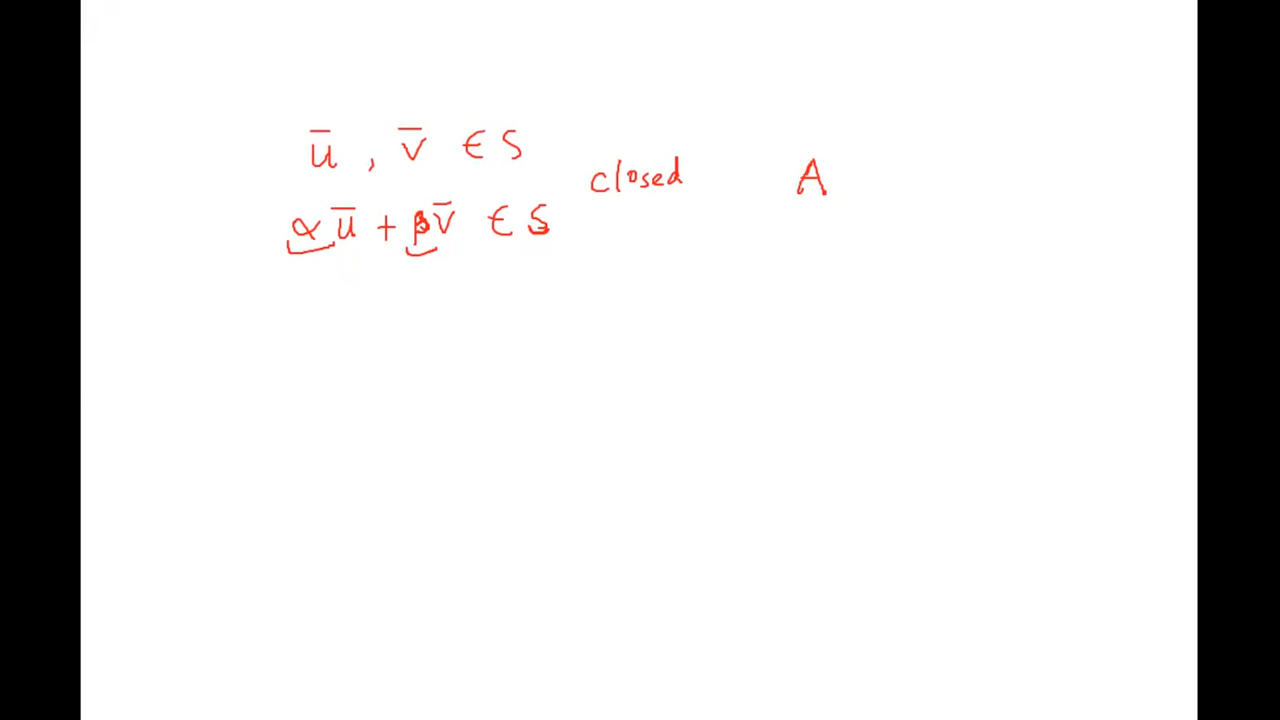 ū , v̄ ∈ S
closed A
αū + βv̄ ∈ S